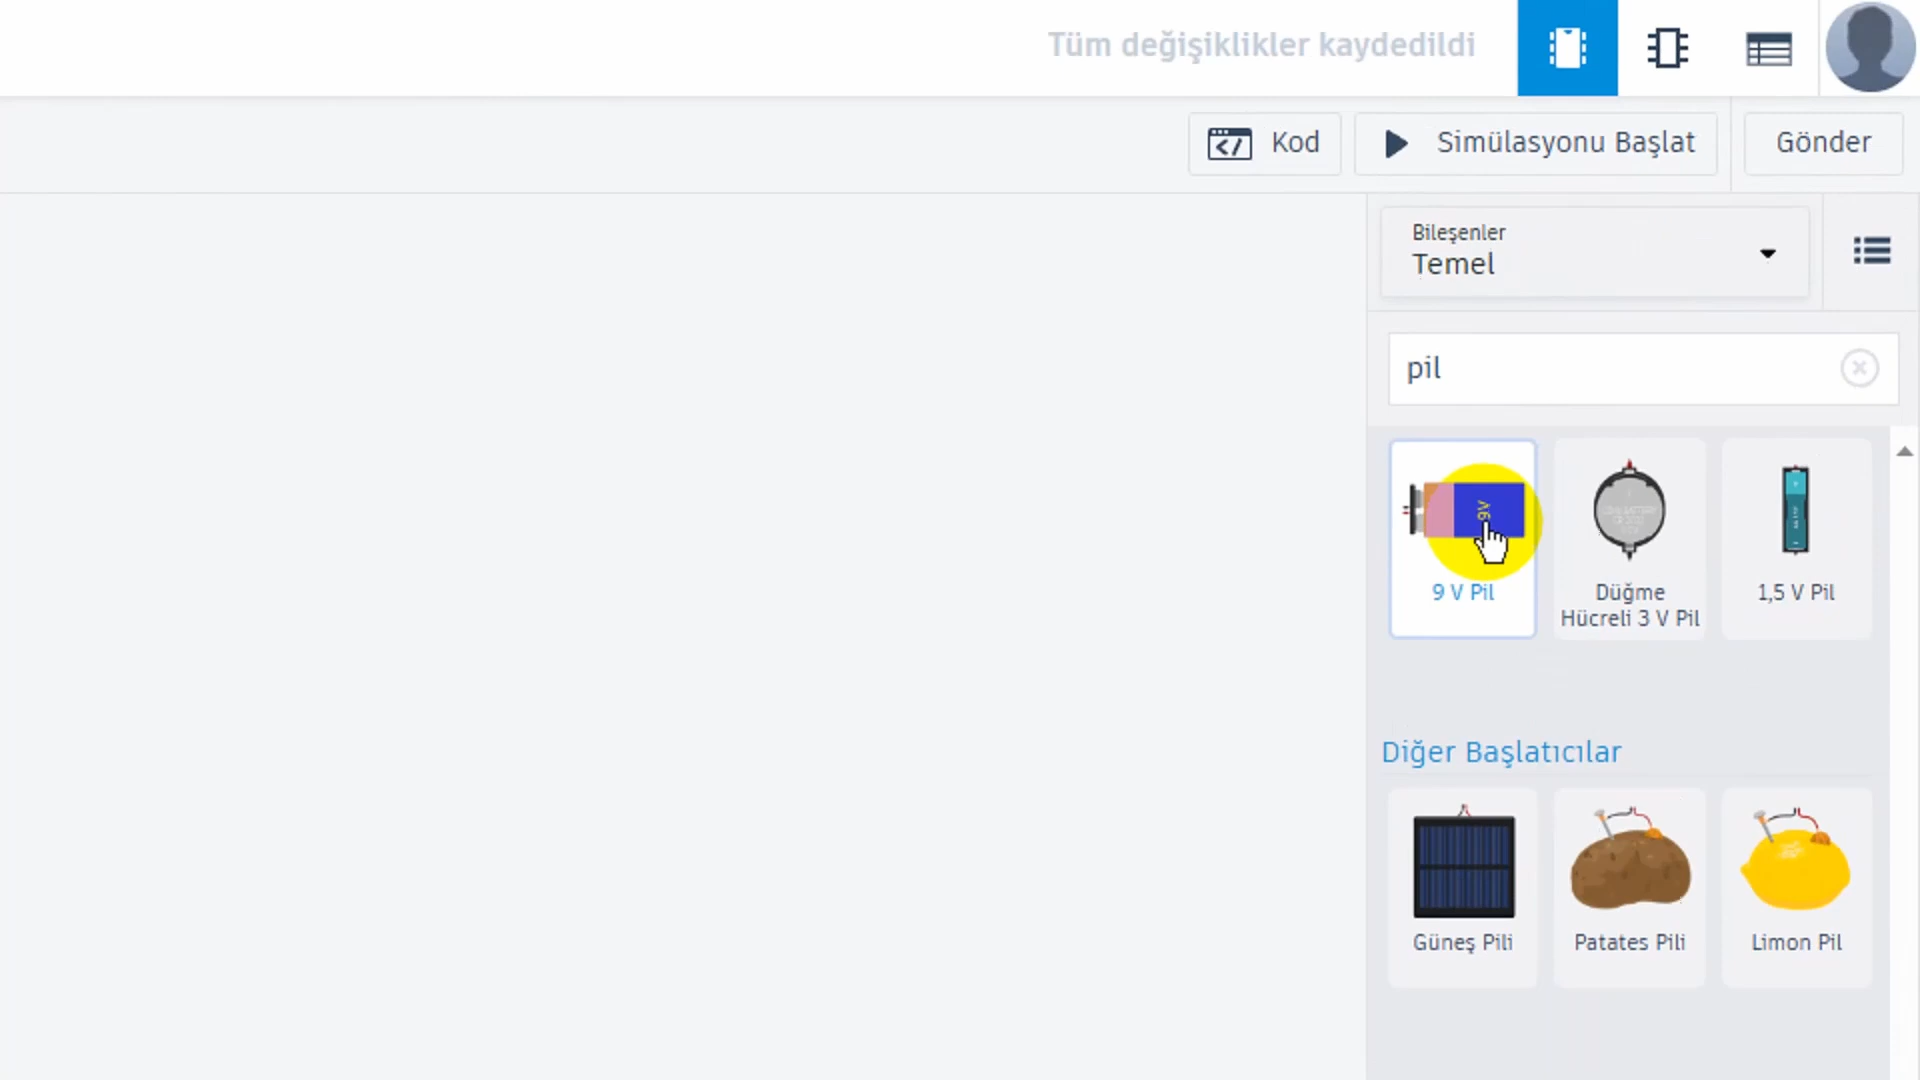 Tüm değişiklikler kaydedildi
Kod
Simülasyonu Başlat
Gönder
Bileşenler
Temel
pil
9V
9 V Pil
Düğme
Hücreli 3 V Pil
1,5 V Pil
Diğer Başlatıcılar
Güneş Pili
Patates Pili
Limon Pil